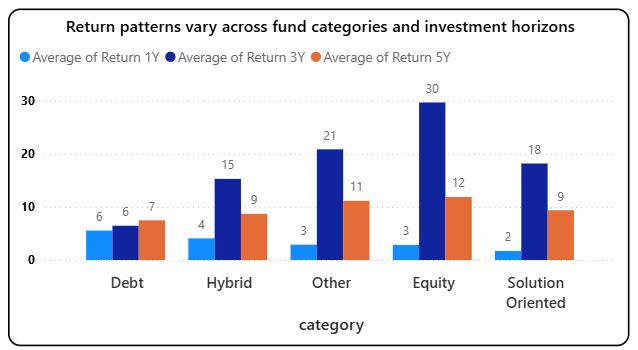 Return patterns vary across fund categories and investment horizons
Average of Return 1Y Average of Return 3Y Average of Return 5Y
30
20
10
0
6 6 7
4 15 9
3 21 11
3 30 12
2 18 9
Debt Hybrid Other Equity Solution
Oriented
category